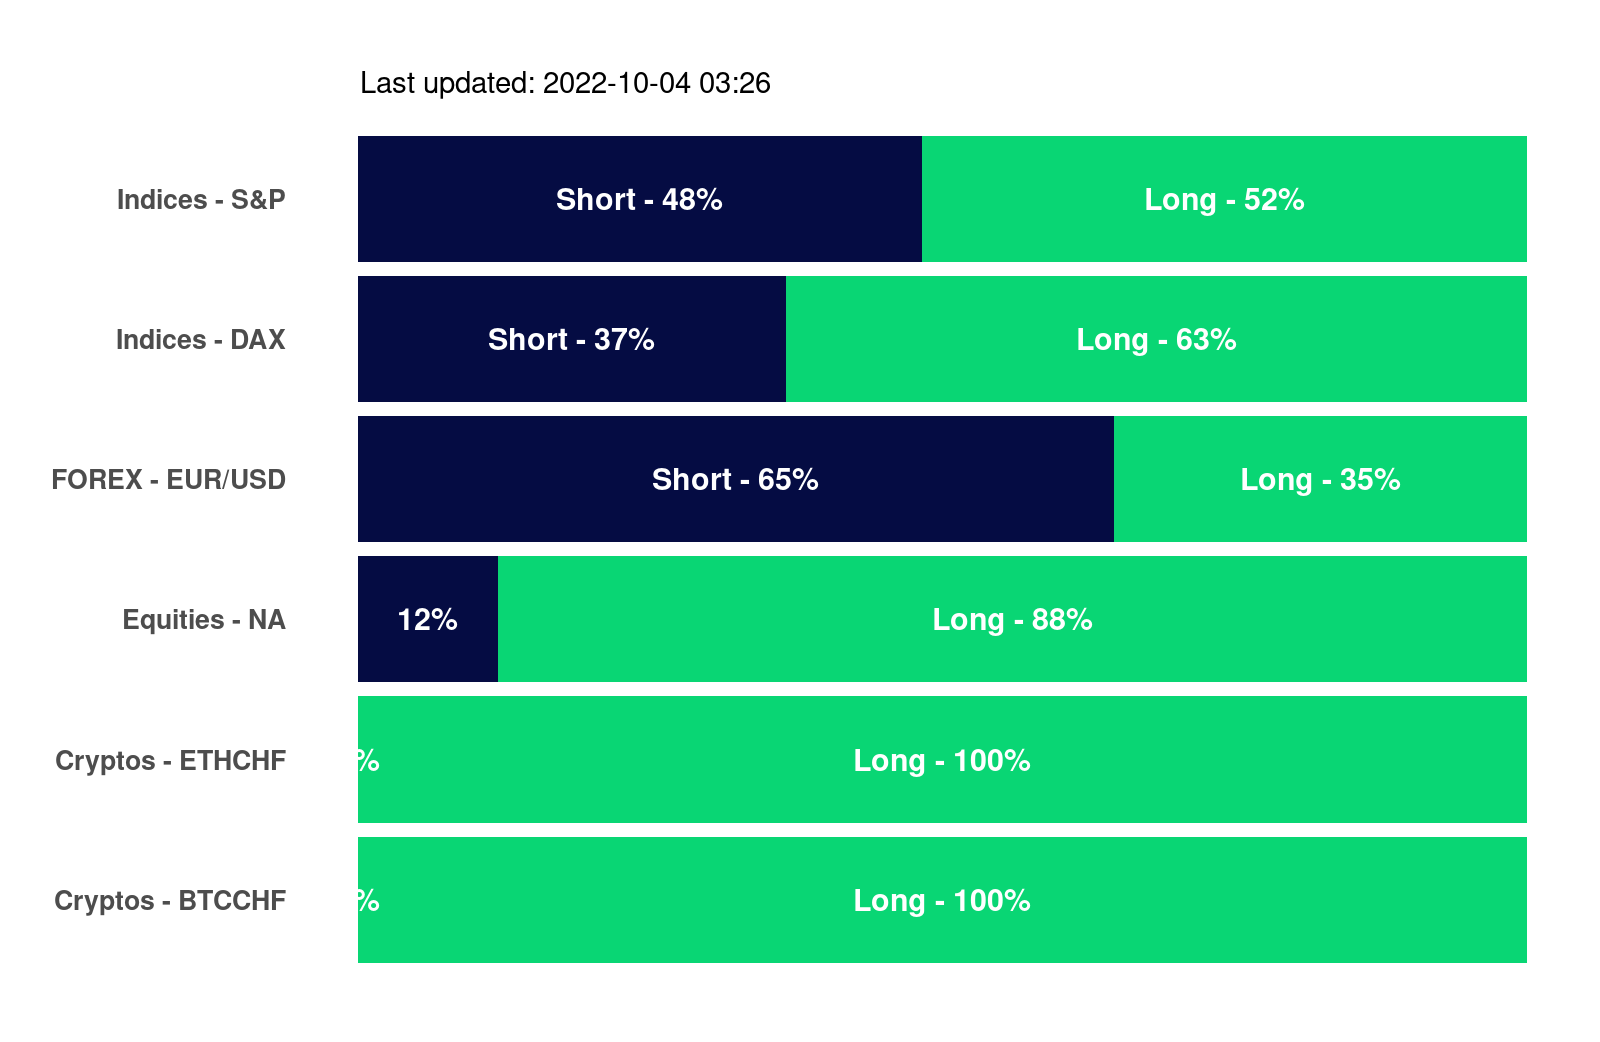 Last updated: 2022-10-04 03:26
Indices - S&P Short - 48% Long - 52%
Indices - DAX Short - 37% Long - 63%
FOREX - EUR/USD Short - 65% Long - 35%
Equities - NA 12% Long - 88%
Cryptos - ETHCHF % Long - 100%
Cryptos - BTCCHF % Long - 100%